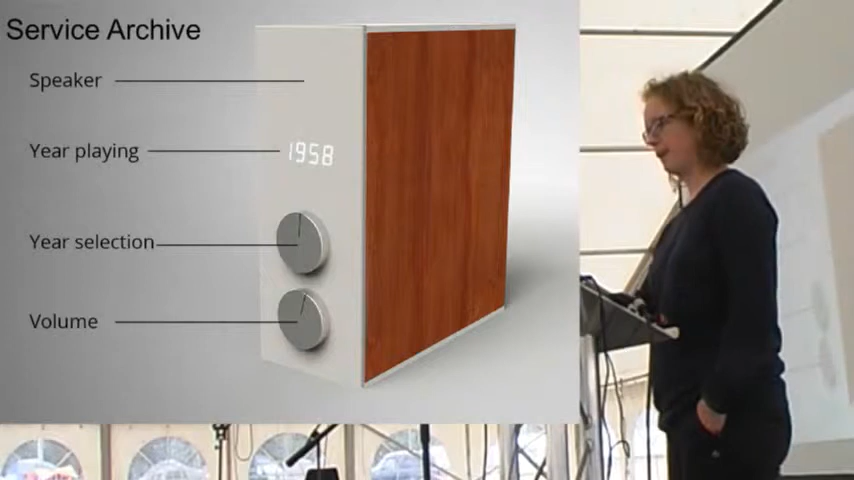 Service Archive
Speaker
Year playing
1958
Year selection
Volume